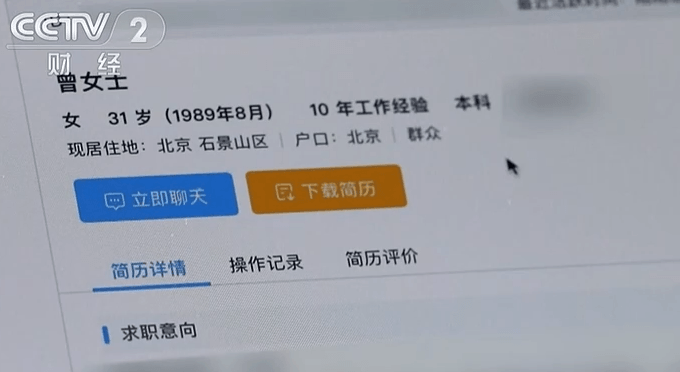 CCTV 2
财经
曾女士
女 31岁（1989年8月） 10年工作经验 本科
现居住地：北京 石景山区 | 户口：北京 | 群众
立即聊天 下载简历
简历详情 操作记录 简历评价
求职意向